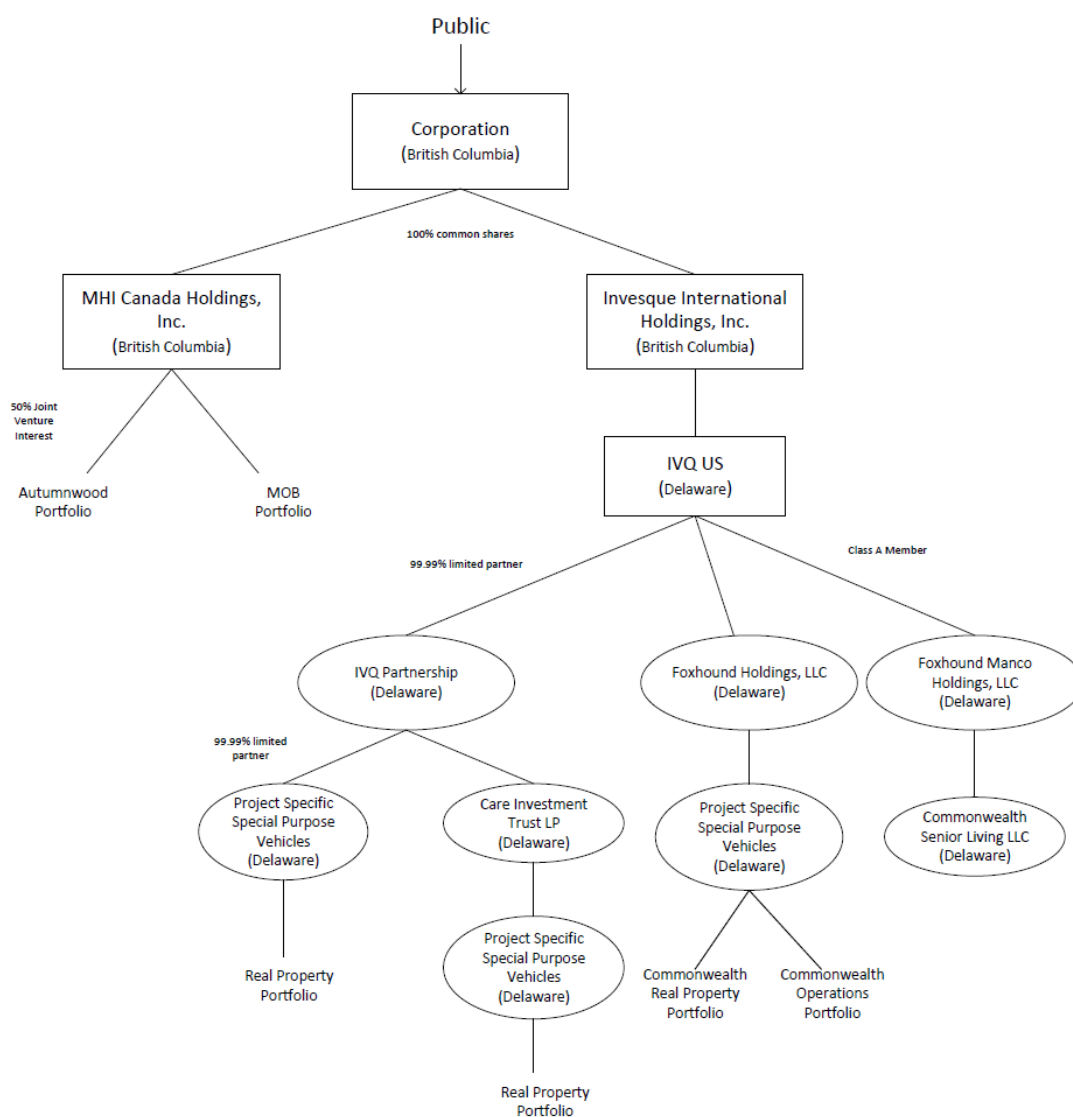 Public
Corporation
(British Columbia)
100% common shares
MHI Canada Holdings,
Inc.
(British Columbia)
Invesque International
Holdings, Inc.
(British Columbia)
50% Joint
Venture
Interest
Autumnwood
Portfolio
MOB
Portfolio
IVQ US
(Delaware)
99.99% limited partner
Class A Member
IVQ Partnership
(Delaware)
Foxhound Holdings, LLC
(Delaware)
Foxhound Manco
Holdings, LLC
(Delaware)
99.99% limited
partner
Project Specific
Special Purpose
Vehicles
(Delaware)
Care Investment
Trust LP
(Delaware)
Project Specific
Special Purpose
Vehicles
(Delaware)
Commonwealth
Senior Living LLC
(Delaware)
Real Property
Portfolio
Project Specific
Special Purpose
Vehicles
(Delaware)
Commonwealth
Real Property
Portfolio
Commonwealth
Operations
Portfolio
Real Property
Portfolio